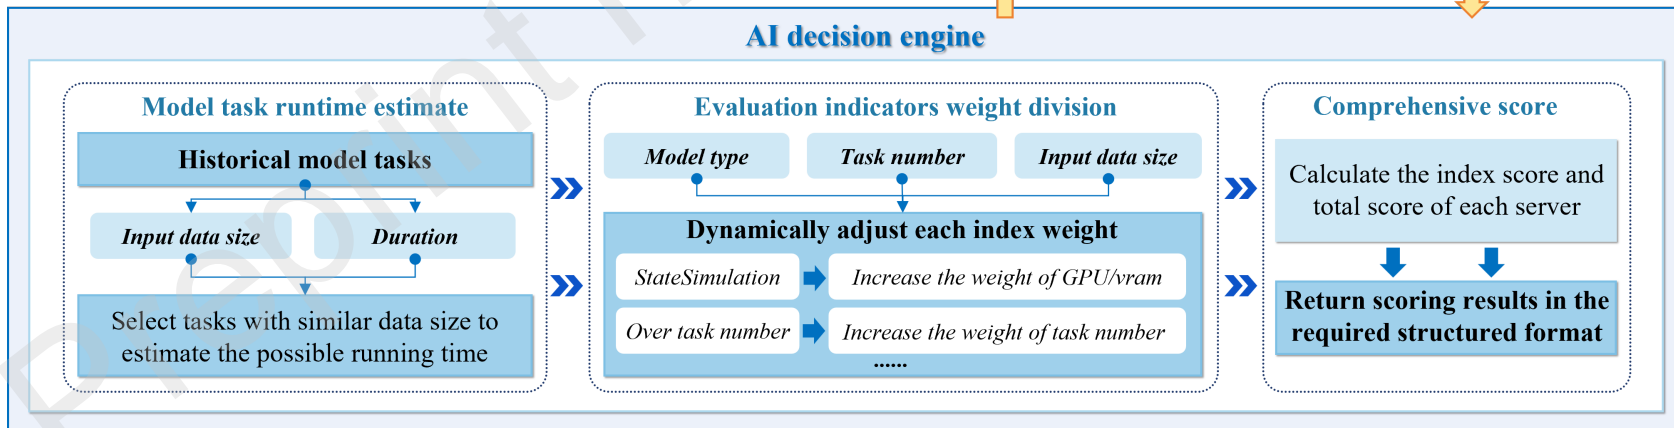 AI decision engine
Model task runtime estimate
Historical model tasks
Input data size
Duration
Select tasks with similar data size to
estimate the possible running time
Evaluation indicators weight division
Model type
Task number
Input data size
Dynamically adjust each index weight
StateSimulation
Increase the weight of GPU/vram
Over task number
Increase the weight of task number
......
Comprehensive score
Calculate the index score and
total score of each server
Return scoring results in the
required structured format
Preprint